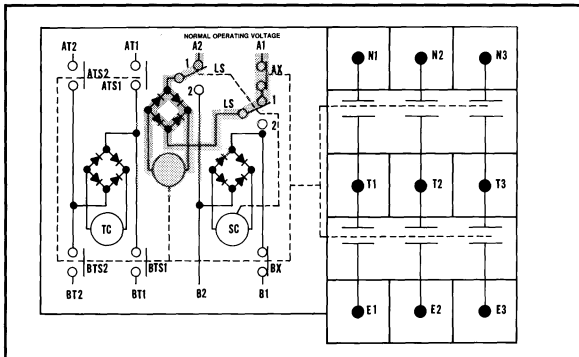 NORMAL OPERATING VOLTAGE
AT2 AT1 A2 A1
N1 N2 N3
ATS2 ATS1 1 LS AX
2 LS 1
2
T1 T2 T3
TC SC
BTS2 BTS1 BX
BT2 BT1 B2 B1
E1 E2 E3